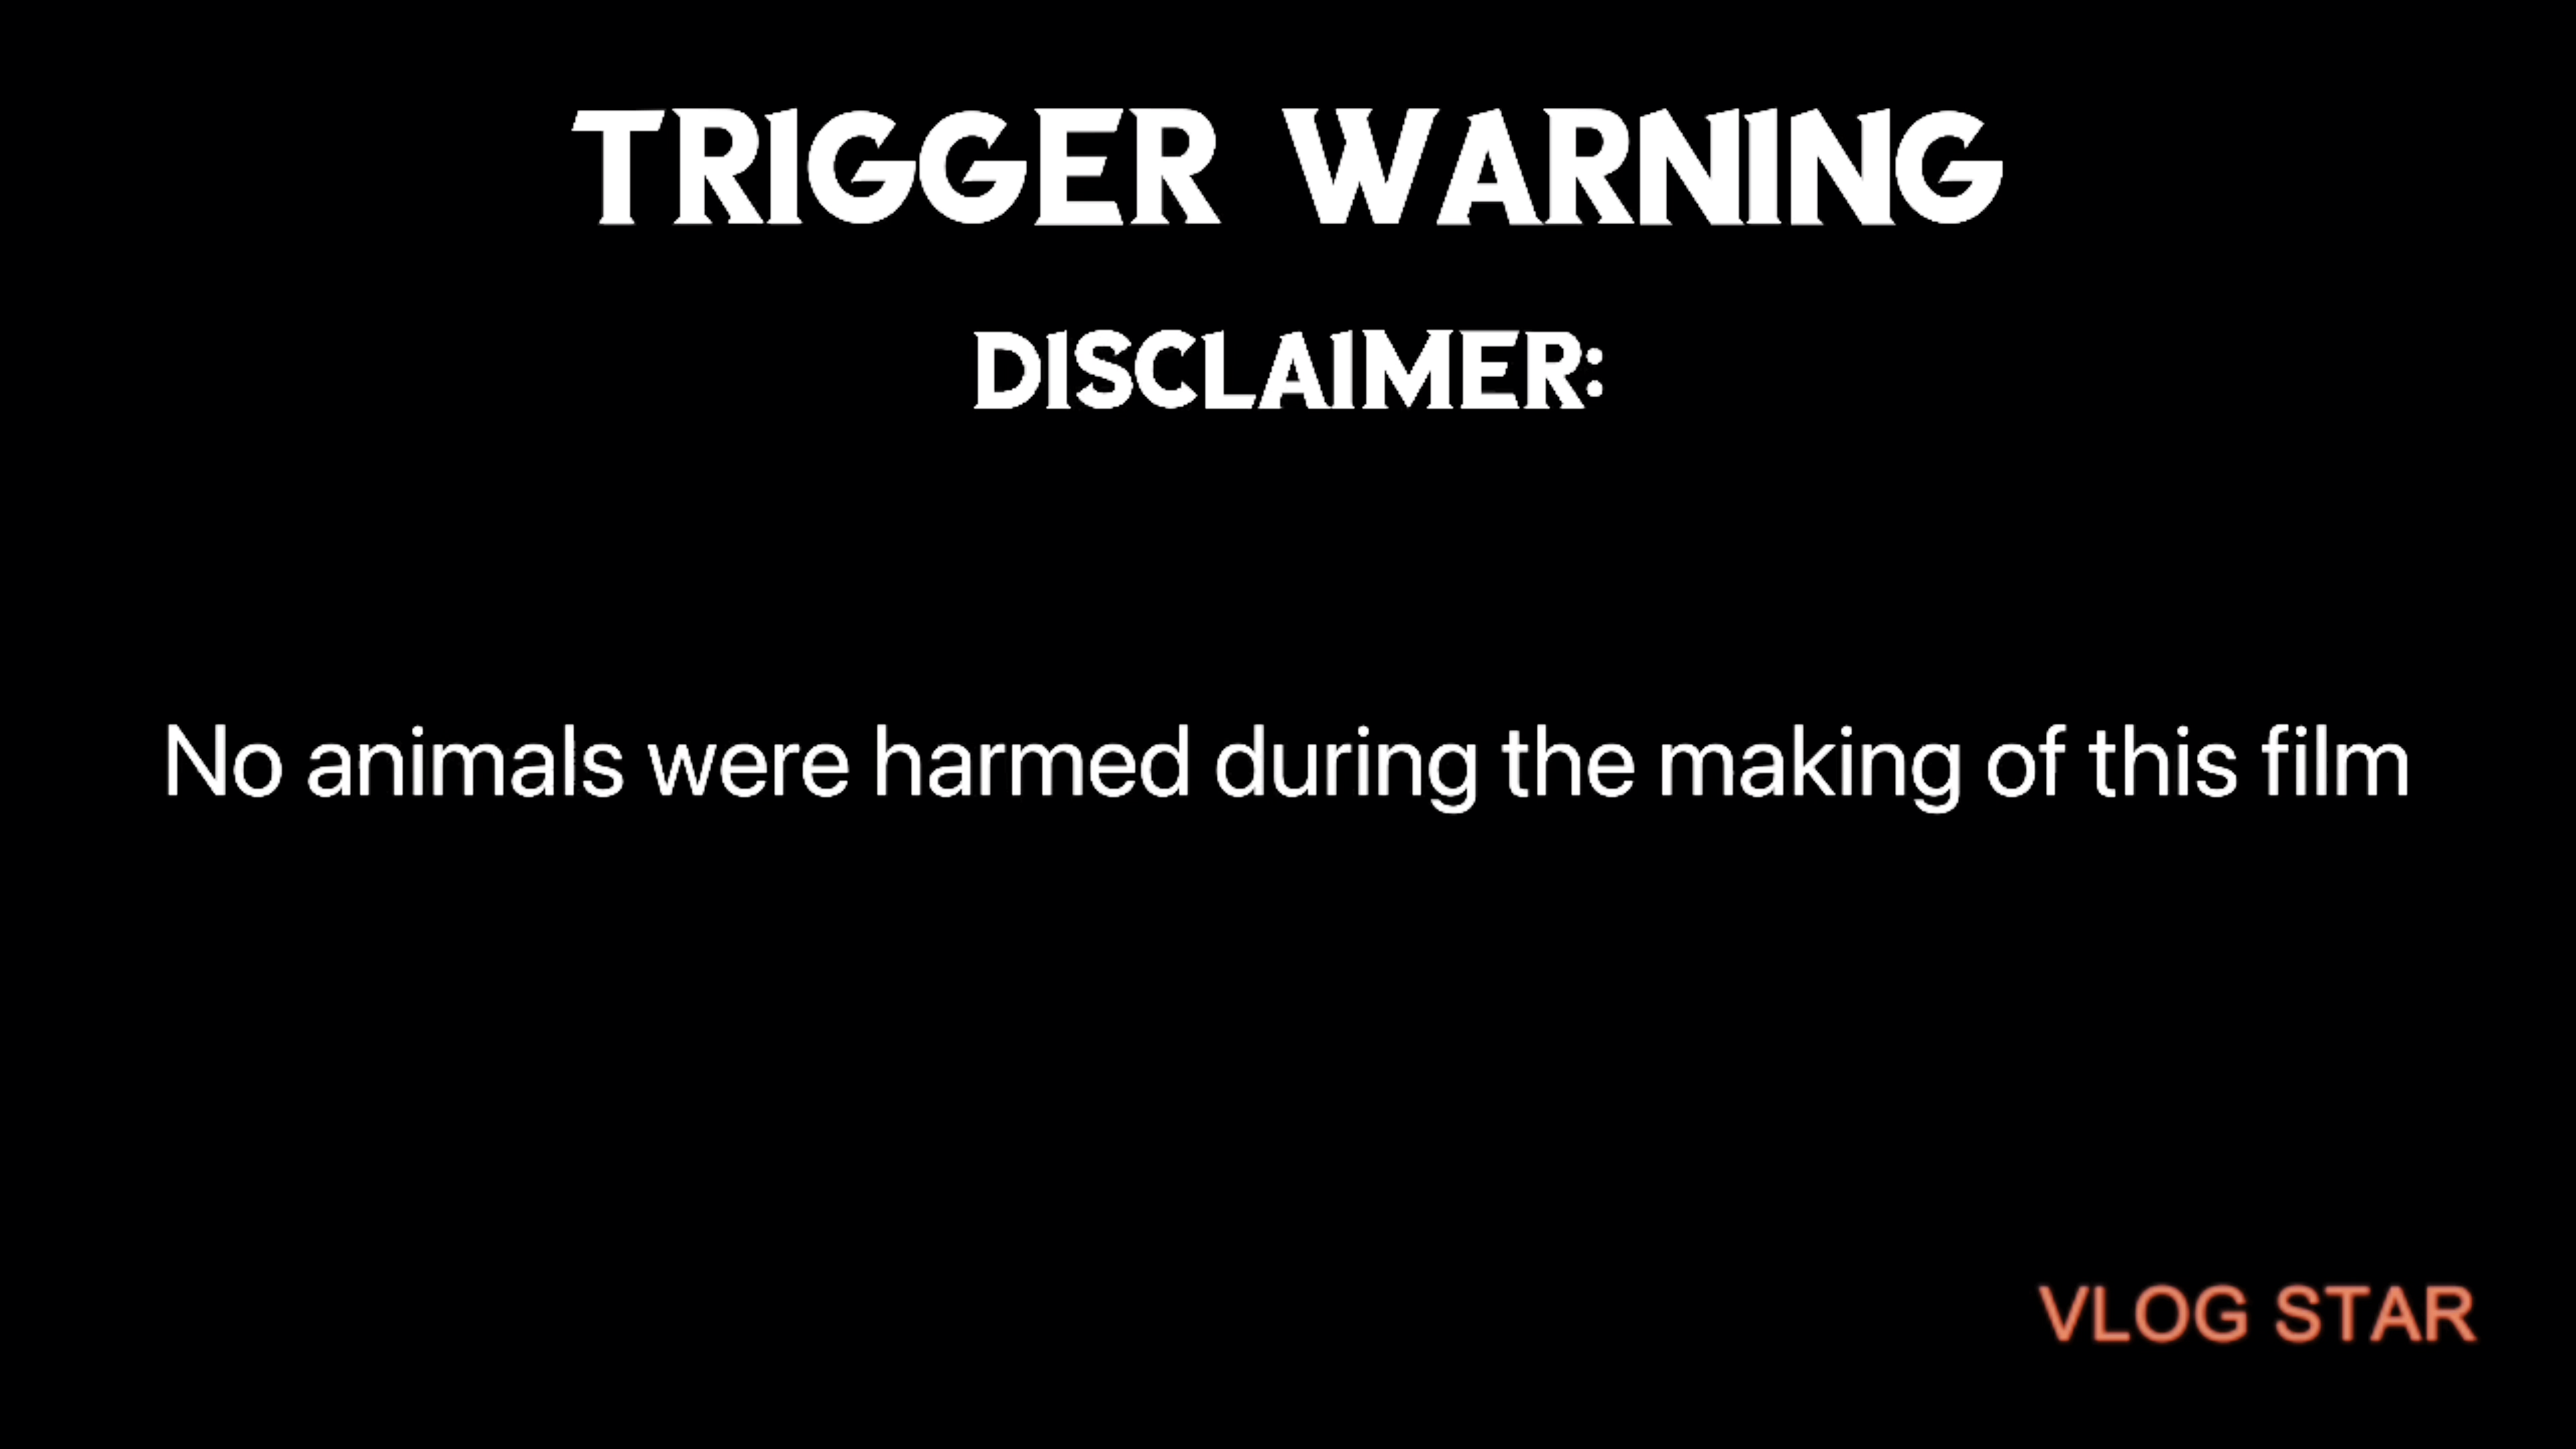 TRIGGER WARNING
DISCLAIMER:
No animals were harmed during the making of this film
VLOG STAR